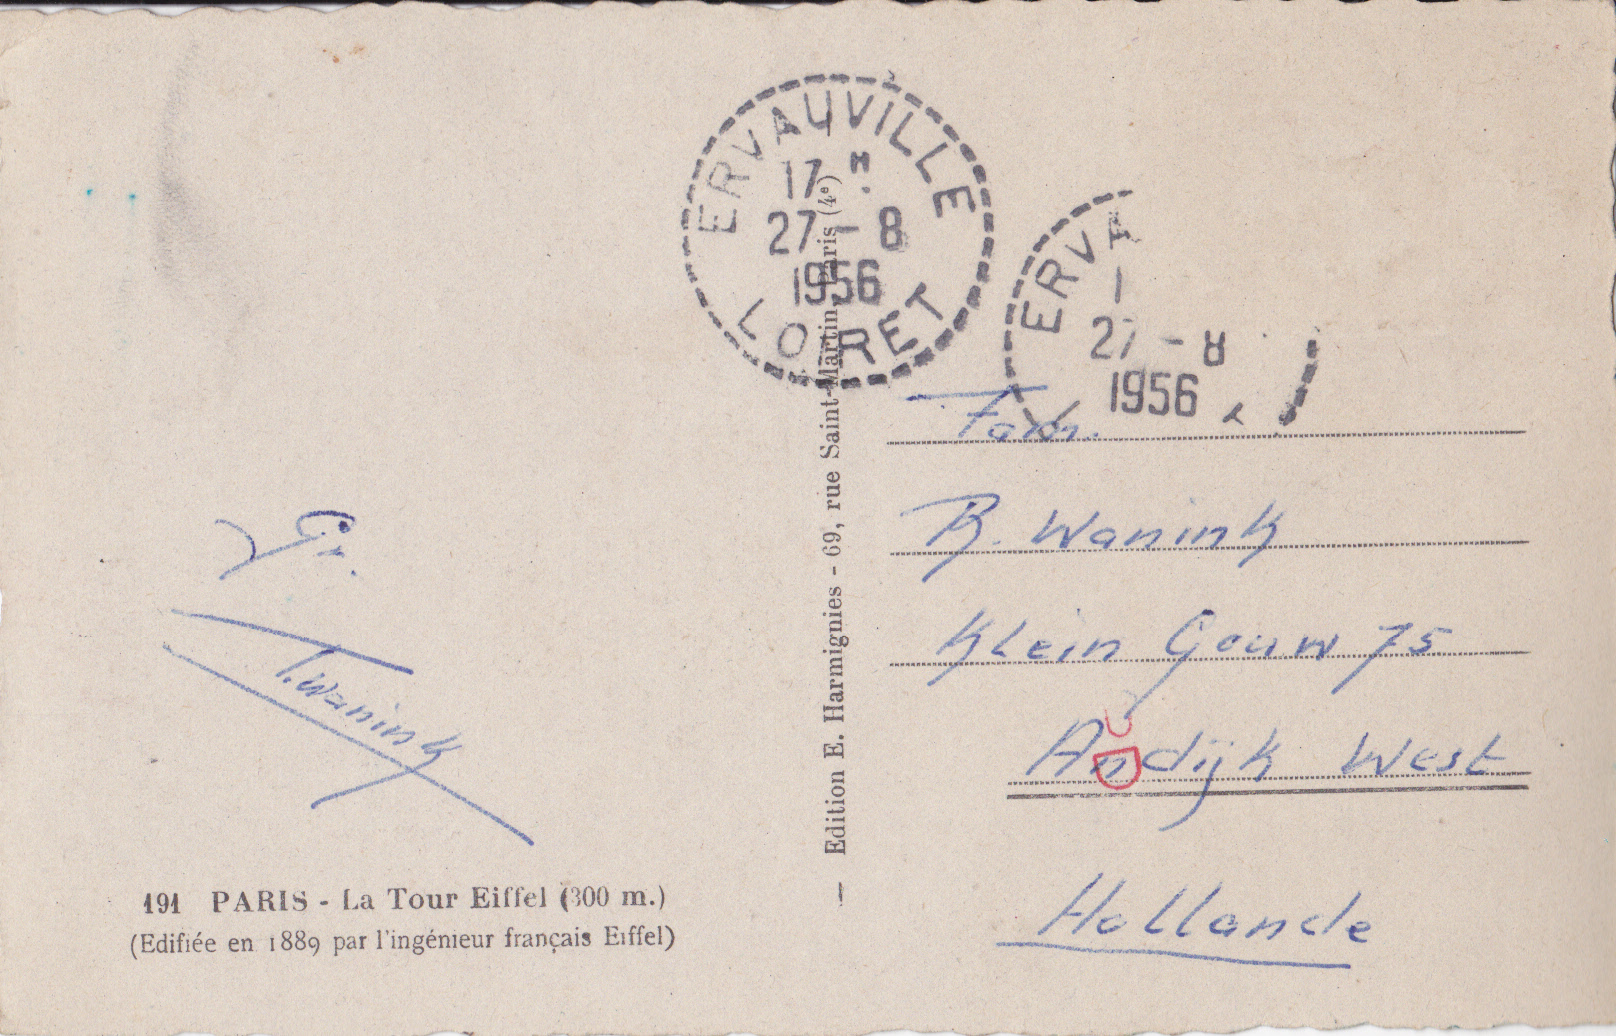 ERVAUVILLE
17 H.
27 - 8
1956
LOIRET
ERVA
1
27 - 8
1956
Edition E. Harmignies - 69, rue Saint-Martin, Paris (4e)
Gr.
T. Wanink
Fam.
R. Wanink
Klein Gouw 75
Andijk West
Hollande
191 PARIS - La Tour Eiffel (300 m.)
(Edifiée en 1889 par l'ingénieur français Eiffel)